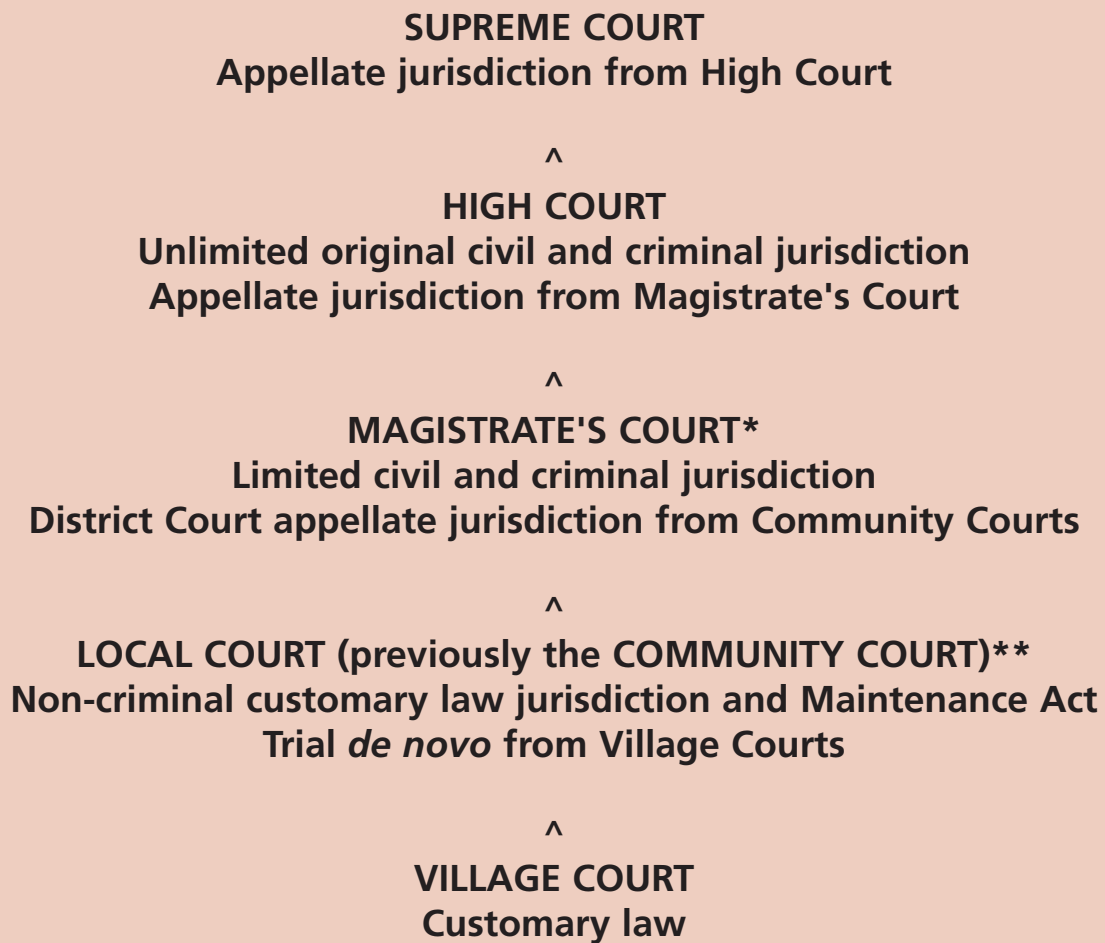 SUPREME COURT
Appellate jurisdiction from High Court
^
HIGH COURT
Unlimited original civil and criminal jurisdiction
Appellate jurisdiction from Magistrate's Court
^
MAGISTRATE'S COURT*
Limited civil and criminal jurisdiction
District Court appellate jurisdiction from Community Courts
^
LOCAL COURT (previously the COMMUNITY COURT)**
Non-criminal customary law jurisdiction and Maintenance Act
Trial de novo from Village Courts
^
VILLAGE COURT
Customary law